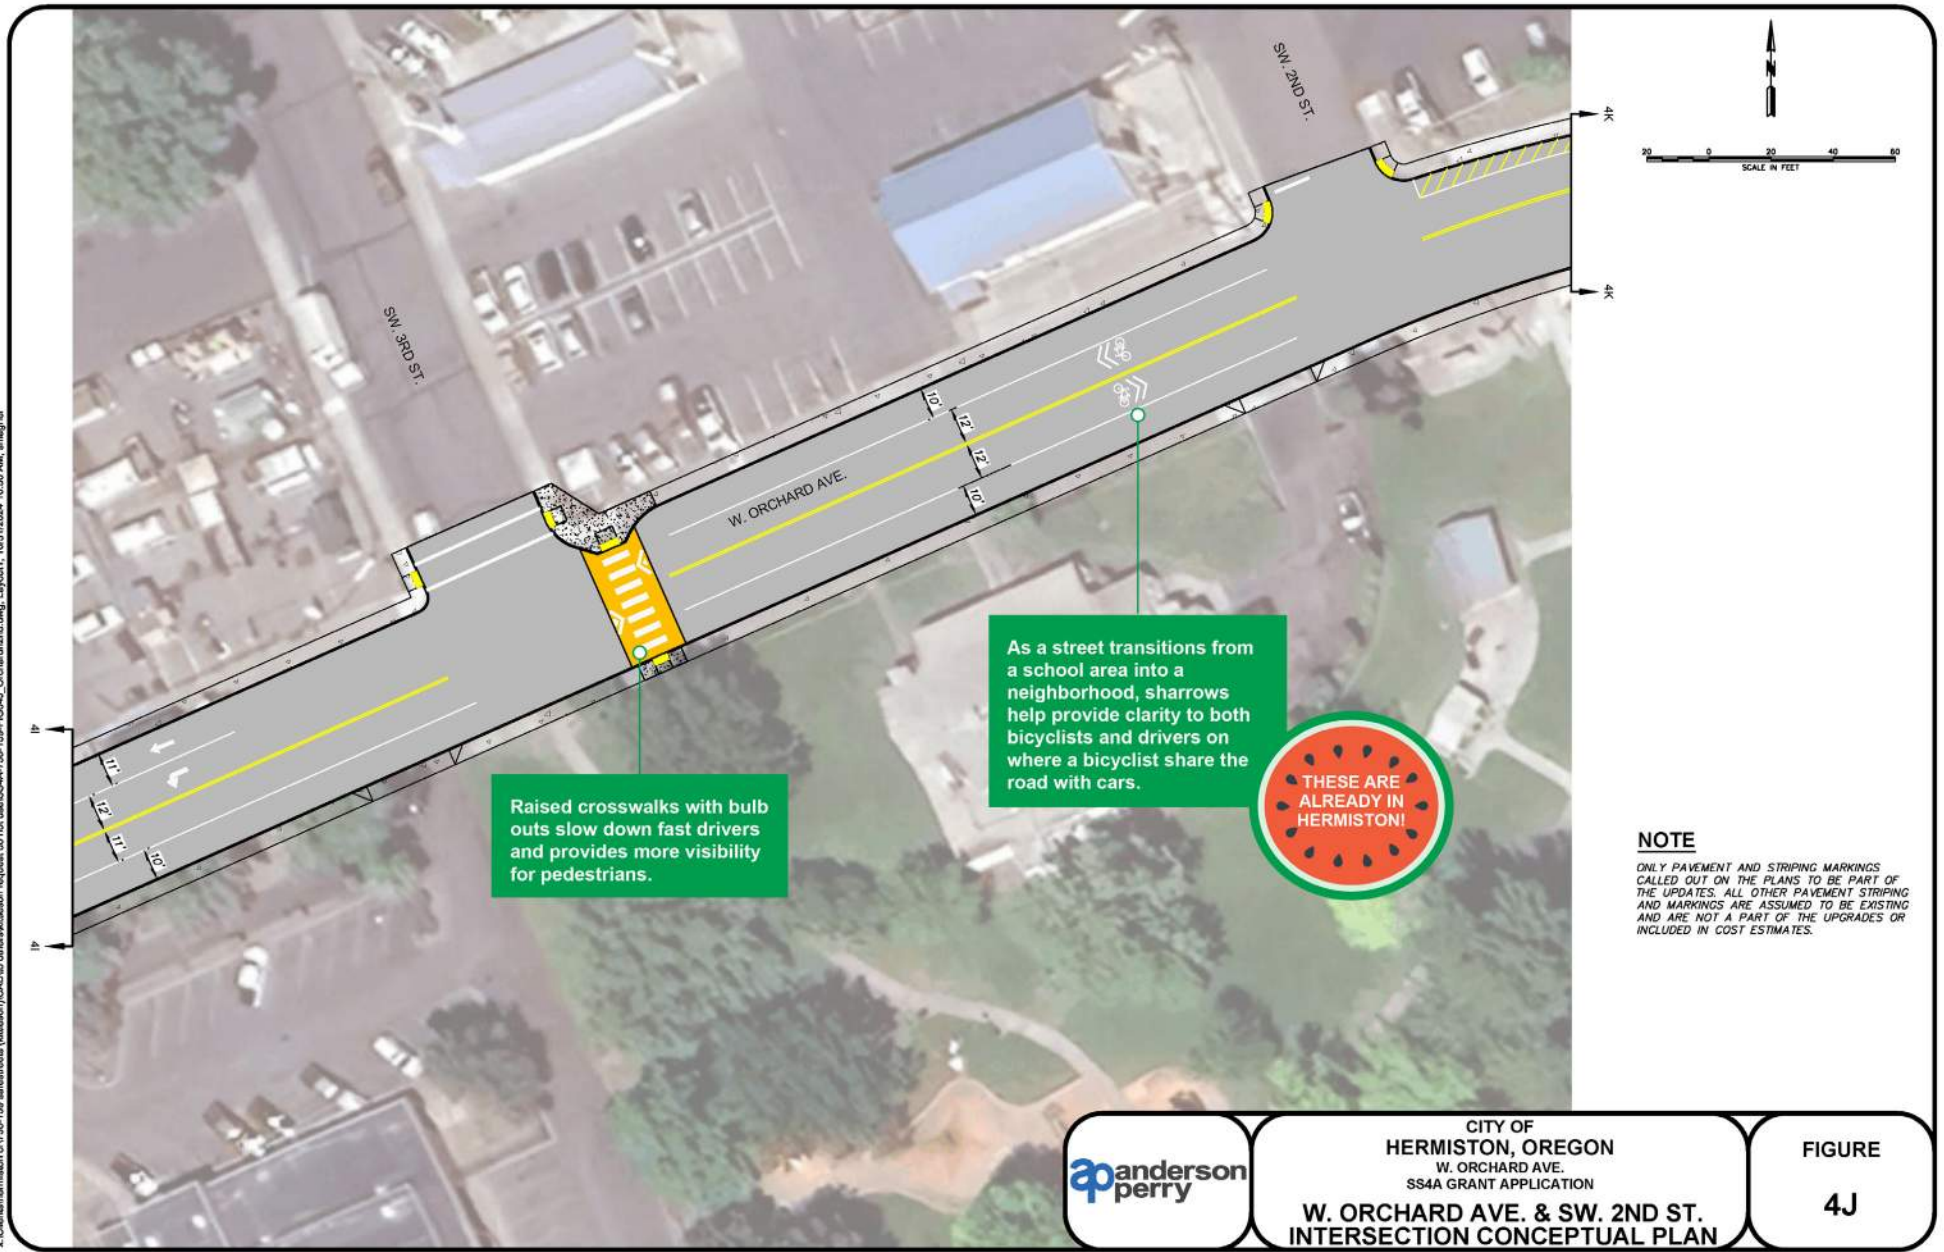 SW. 2ND ST.
4K
N
20 0 20 40 60
SCALE IN FEET
4K
SW. 3RD ST.
10'
12'
12'
10'
W. ORCHARD AVE.
As a street transitions from
a school area into a
neighborhood, sharrows
help provide clarity to both
bicyclists and drivers on
where a bicyclist share the
road with cars.
THESE ARE
ALREADY IN
HERMISTON!
4I
11'
12'
11'
10'
4I
Raised crosswalks with bulb
outs slow down fast drivers
and provides more visibility
for pedestrians.
NOTE
ONLY PAVEMENT AND STRIPING MARKINGS
CALLED OUT ON THE PLANS TO BE PART OF
THE UPDATES. ALL OTHER PAVEMENT STRIPING
AND MARKINGS ARE ASSUMED TO BE EXISTING
AND ARE NOT A PART OF THE UPGRADES OR
INCLUDED IN COST ESTIMATES.
ap anderson
perry
CITY OF
HERMISTON, OREGON
W. ORCHARD AVE.
SS4A GRANT APPLICATION
W. ORCHARD AVE. & SW. 2ND ST.
INTERSECTION CONCEPTUAL PLAN
FIGURE
4J